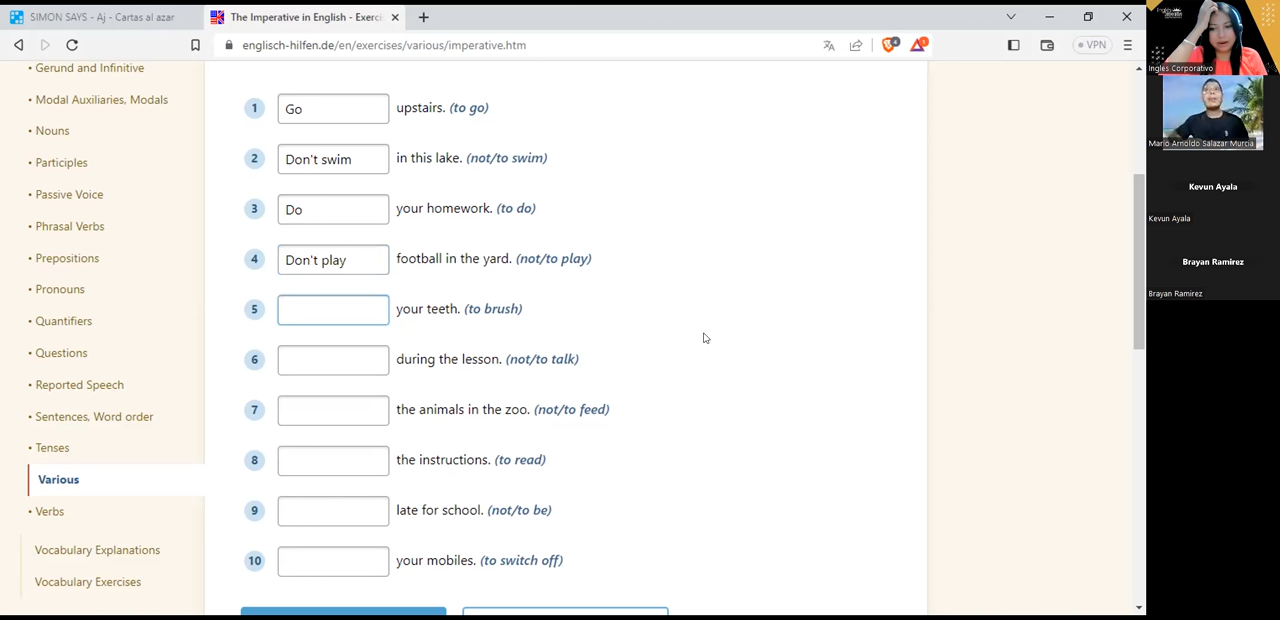 SIMON SAYS - Aj - Cartas al azar
The Imperative in English - Exerci
englisch-hilfen.de/en/exercises/various/imperative.htm
VPN
• Gerund and Infinitive
• Modal Auxiliaries, Modals
• Nouns
• Participles
• Passive Voice
• Phrasal Verbs
• Prepositions
• Pronouns
• Quantifiers
• Questions
• Reported Speech
• Sentences, Word order
• Tenses
Various
• Verbs
Vocabulary Explanations
Vocabulary Exercises
1 Go upstairs. (to go)
2 Don't swim in this lake. (not/to swim)
3 Do your homework. (to do)
4 Don't play football in the yard. (not/to play)
5 your teeth. (to brush)
6 during the lesson. (not/to talk)
7 the animals in the zoo. (not/to feed)
8 the instructions. (to read)
9 late for school. (not/to be)
10 your mobiles. (to switch off)
Ingles Corporativo
Mario Arnoldo Salazar Murcia
Kevun Ayala
Kevun Ayala
Brayan Ramirez
Brayan Ramirez